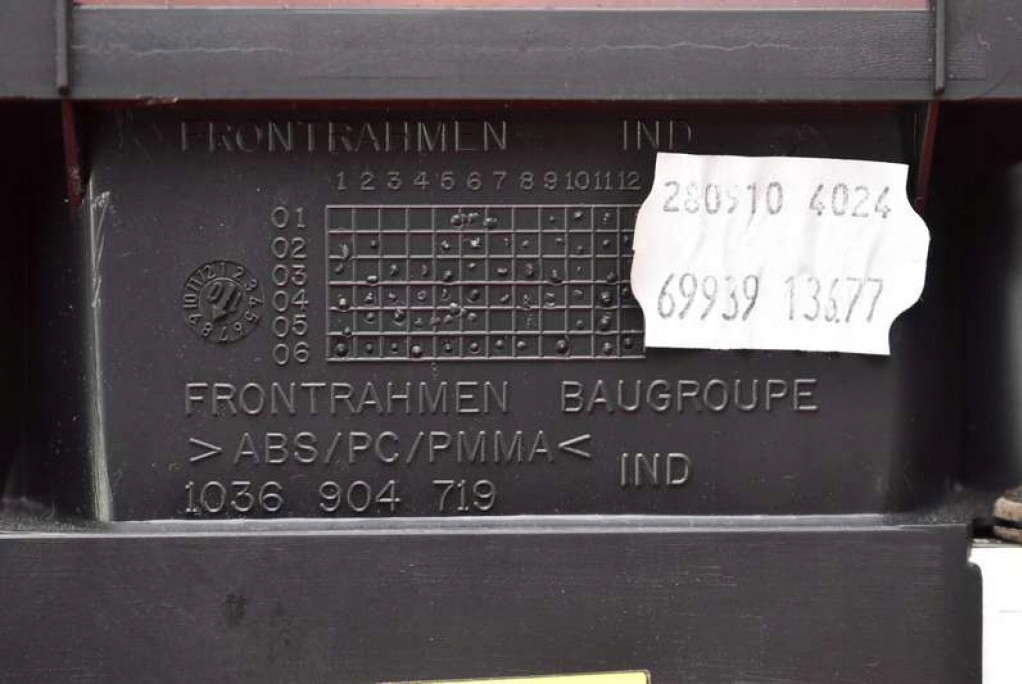 FRONTRAHMEN IND
1 2 3 4 5 6 7 8 9 10 11 12
01
02
03
04
05
06
280910 4024
69939 13677
FRONTRAHMEN BAUGROUPE
>ABS/PC/PMMA< IND
1036 904 719